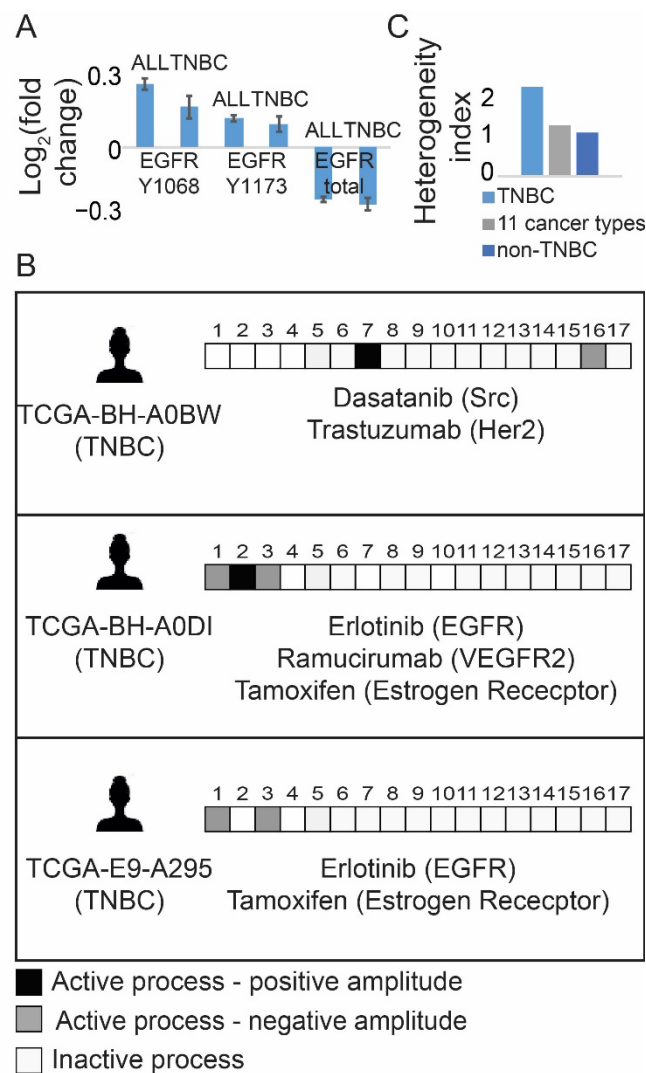 A
Log₂(fold change)
0.3
0
−0.3
ALLTNBC
EGFR
Y1068
ALLTNBC
EGFR
Y1173
ALLTNBC
EGFR
total
C
Heterogeneity
index
2
1
0
TNBC
11 cancer types
non-TNBC
B
1 2 3 4 5 6 7 8 9 10 11 12 13 14 15 16 17
TCGA-BH-A0BW
(TNBC)
Dasatanib (Src)
Trastuzumab (Her2)
1 2 3 4 5 6 7 8 9 10 11 12 13 14 15 16 17
TCGA-BH-A0DI
(TNBC)
Erlotinib (EGFR)
Ramucirumab (VEGFR2)
Tamoxifen (Estrogen Rececptor)
1 2 3 4 5 6 7 8 9 10 11 12 13 14 15 16 17
TCGA-E9-A295
(TNBC)
Erlotinib (EGFR)
Tamoxifen (Estrogen Rececptor)
Active process - positive amplitude
Active process - negative amplitude
Inactive process